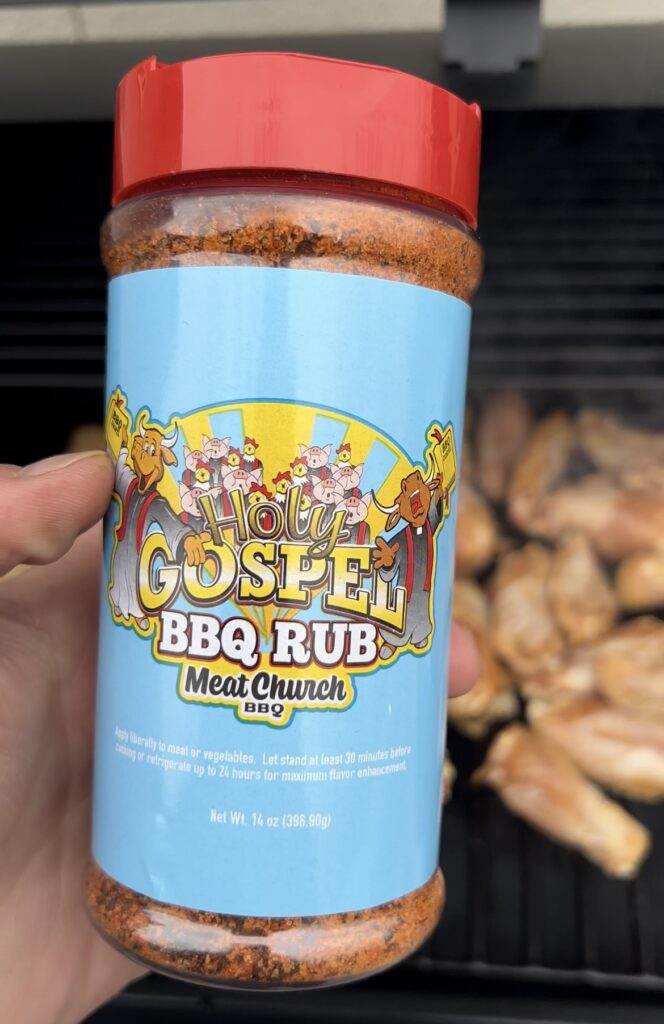 Holy
GOSPEL
BBQ RUB
Meat Church
BBQ
Apply liberally to meat or vegetables. Let stand at least 30 minutes before
cooking or refrigerate up to 24 hours for maximum flavor enhancement.
Net Wt. 14 oz (396.90g)